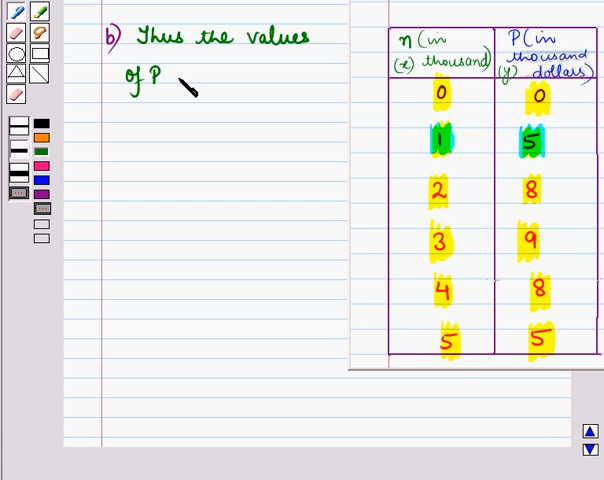 b) Thus the values
of P
n (in P (in
(x) thousand) thousand
(y) dollars)
0 0
1 5
2 8
3 9
4 8
5 5